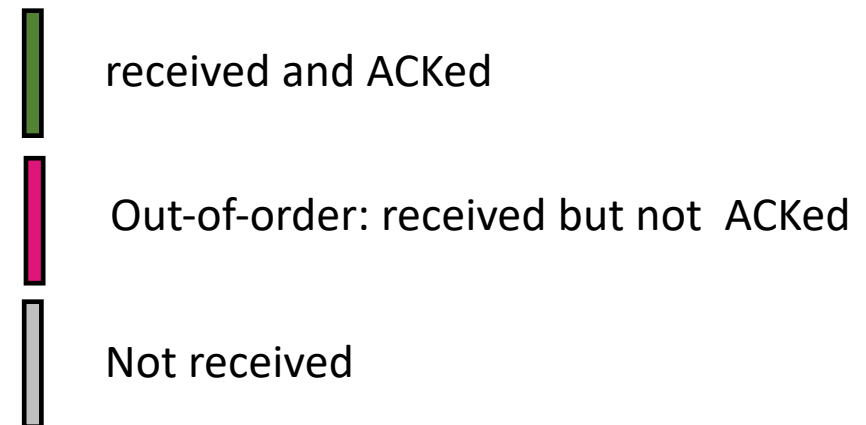 received and ACKed
Out-of-order: received but not ACKed
Not received